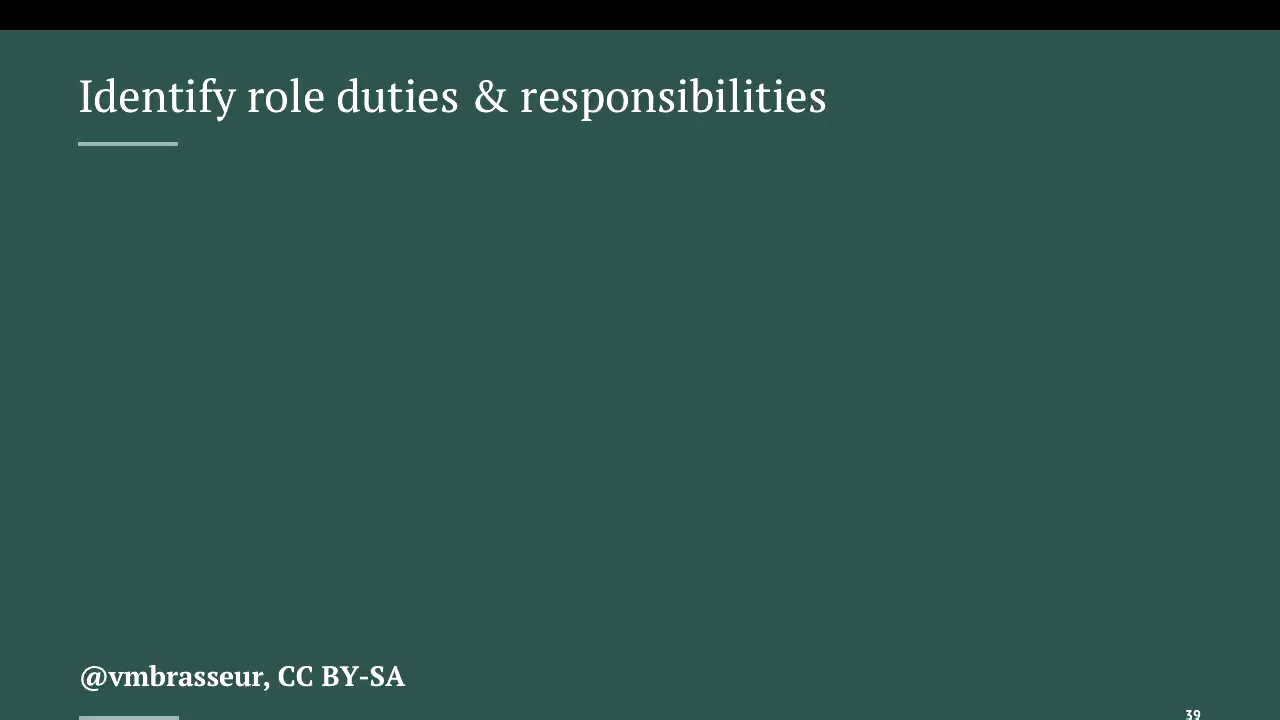 Identify role duties & responsibilities
@vmbrasseur, CC BY-SA
39